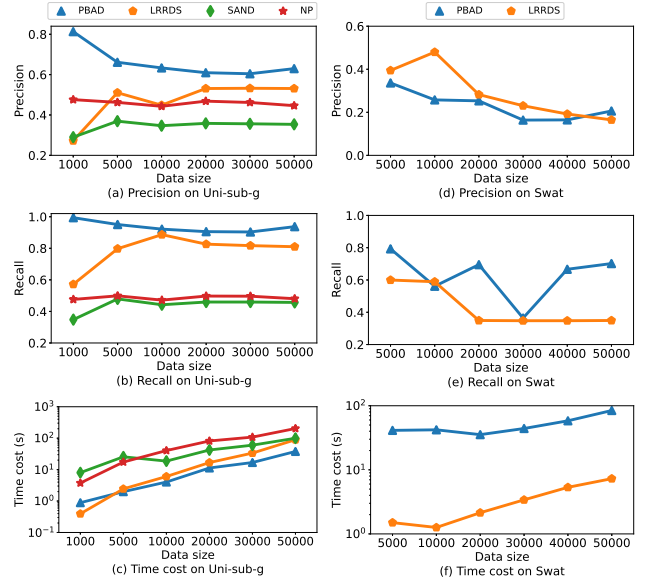 PBAD LRRDS SAND NP
PBAD LRRDS
0.8
0.6
0.4
0.2
Precision
1000 5000 10000 20000 30000 50000
Data size
(a) Precision on Uni-sub-g
0.6
0.4
0.2
0.0
Precision
5000 10000 20000 30000 40000 50000
Data size
(d) Precision on Swat
1.0
0.8
0.6
0.4
0.2
Recall
1000 5000 10000 20000 30000 50000
Data size
(b) Recall on Uni-sub-g
1.0
0.8
0.6
0.4
0.2
Recall
5000 10000 20000 30000 40000 50000
Data size
(e) Recall on Swat
10³
10²
10¹
10⁰
10⁻¹
Time cost (s)
1000 5000 10000 20000 30000 50000
Data size
(c) Time cost on Uni-sub-g
10²
10¹
10⁰
Time cost (s)
5000 10000 20000 30000 40000 50000
Data size
(f) Time cost on Swat